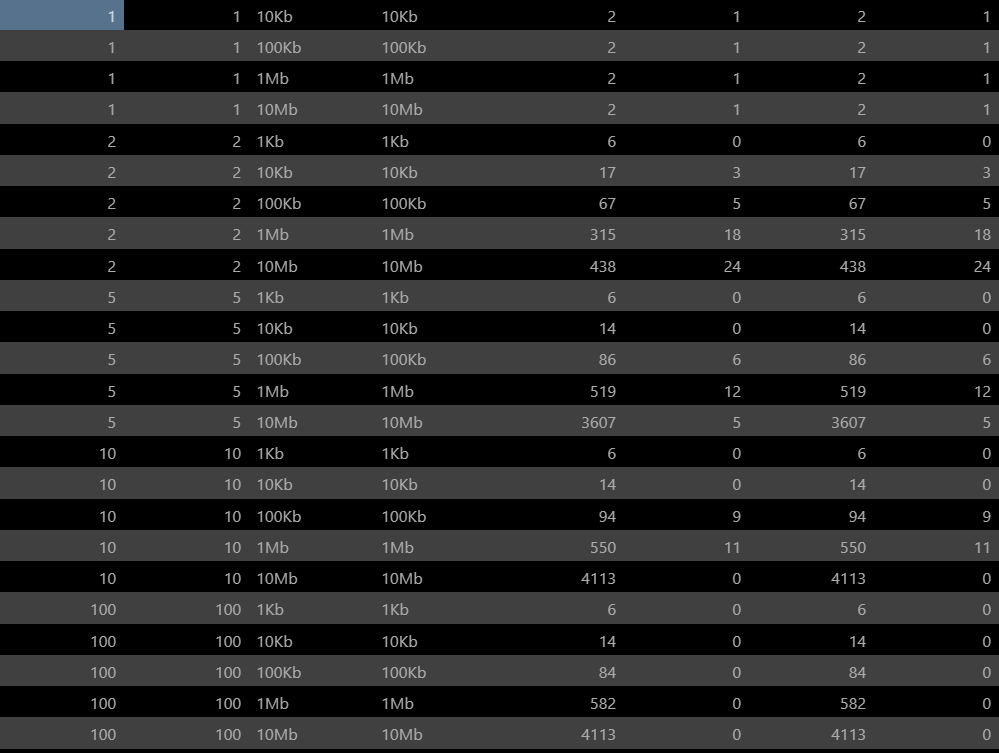 1 1 10Kb 10Kb 2 1 2 1
1 1 100Kb 100Kb 2 1 2 1
1 1 1Mb 1Mb 2 1 2 1
1 1 10Mb 10Mb 2 1 2 1
2 2 1Kb 1Kb 6 0 6 0
2 2 10Kb 10Kb 17 3 17 3
2 2 100Kb 100Kb 67 5 67 5
2 2 1Mb 1Mb 315 18 315 18
2 2 10Mb 10Mb 438 24 438 24
5 5 1Kb 1Kb 6 0 6 0
5 5 10Kb 10Kb 14 0 14 0
5 5 100Kb 100Kb 86 6 86 6
5 5 1Mb 1Mb 519 12 519 12
5 5 10Mb 10Mb 3607 5 3607 5
10 10 1Kb 1Kb 6 0 6 0
10 10 10Kb 10Kb 14 0 14 0
10 10 100Kb 100Kb 94 9 94 9
10 10 1Mb 1Mb 550 11 550 11
10 10 10Mb 10Mb 4113 0 4113 0
100 100 1Kb 1Kb 6 0 6 0
100 100 10Kb 10Kb 14 0 14 0
100 100 100Kb 100Kb 84 0 84 0
100 100 1Mb 1Mb 582 0 582 0
100 100 10Mb 10Mb 4113 0 4113 0